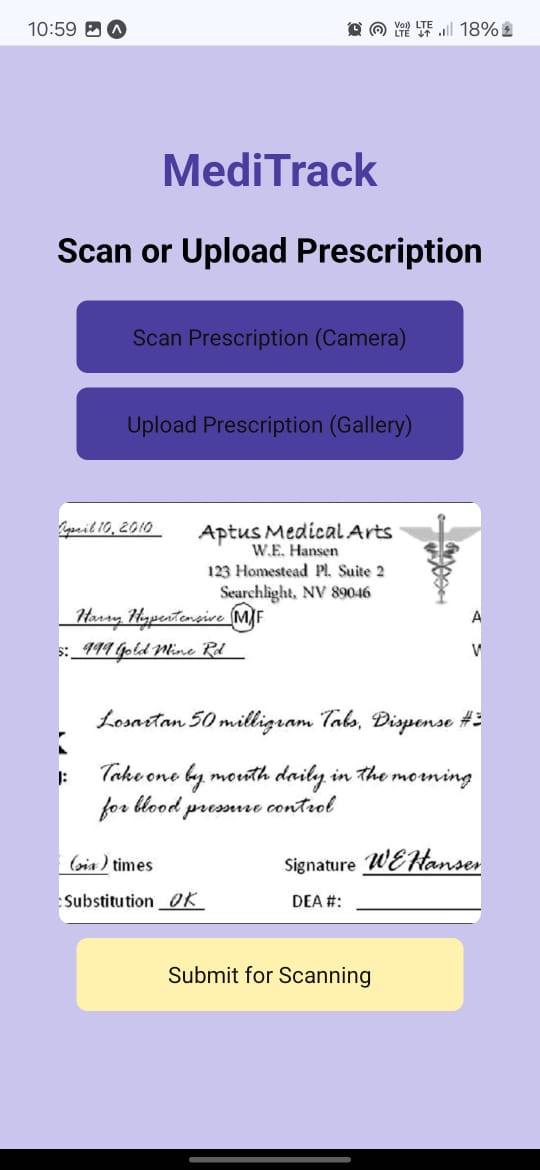 10:59
Vo)) LTE LTE 18%
MediTrack
Scan or Upload Prescription
Scan Prescription (Camera)
Upload Prescription (Gallery)
April 10, 2010
Aptus Medical Arts
W.E. Hansen
123 Homestead Pl. Suite 2
Searchlight, NV 89046
Harry Hypertensive M/F A
s: 999 Gold Mine Rd
Losartan 50 milligram Tabs, Dispense #3
: Take one by mouth daily in the morning
for blood pressure control
(six) times Signature WE Hansen
: Substitution OK DEA #:
Submit for Scanning